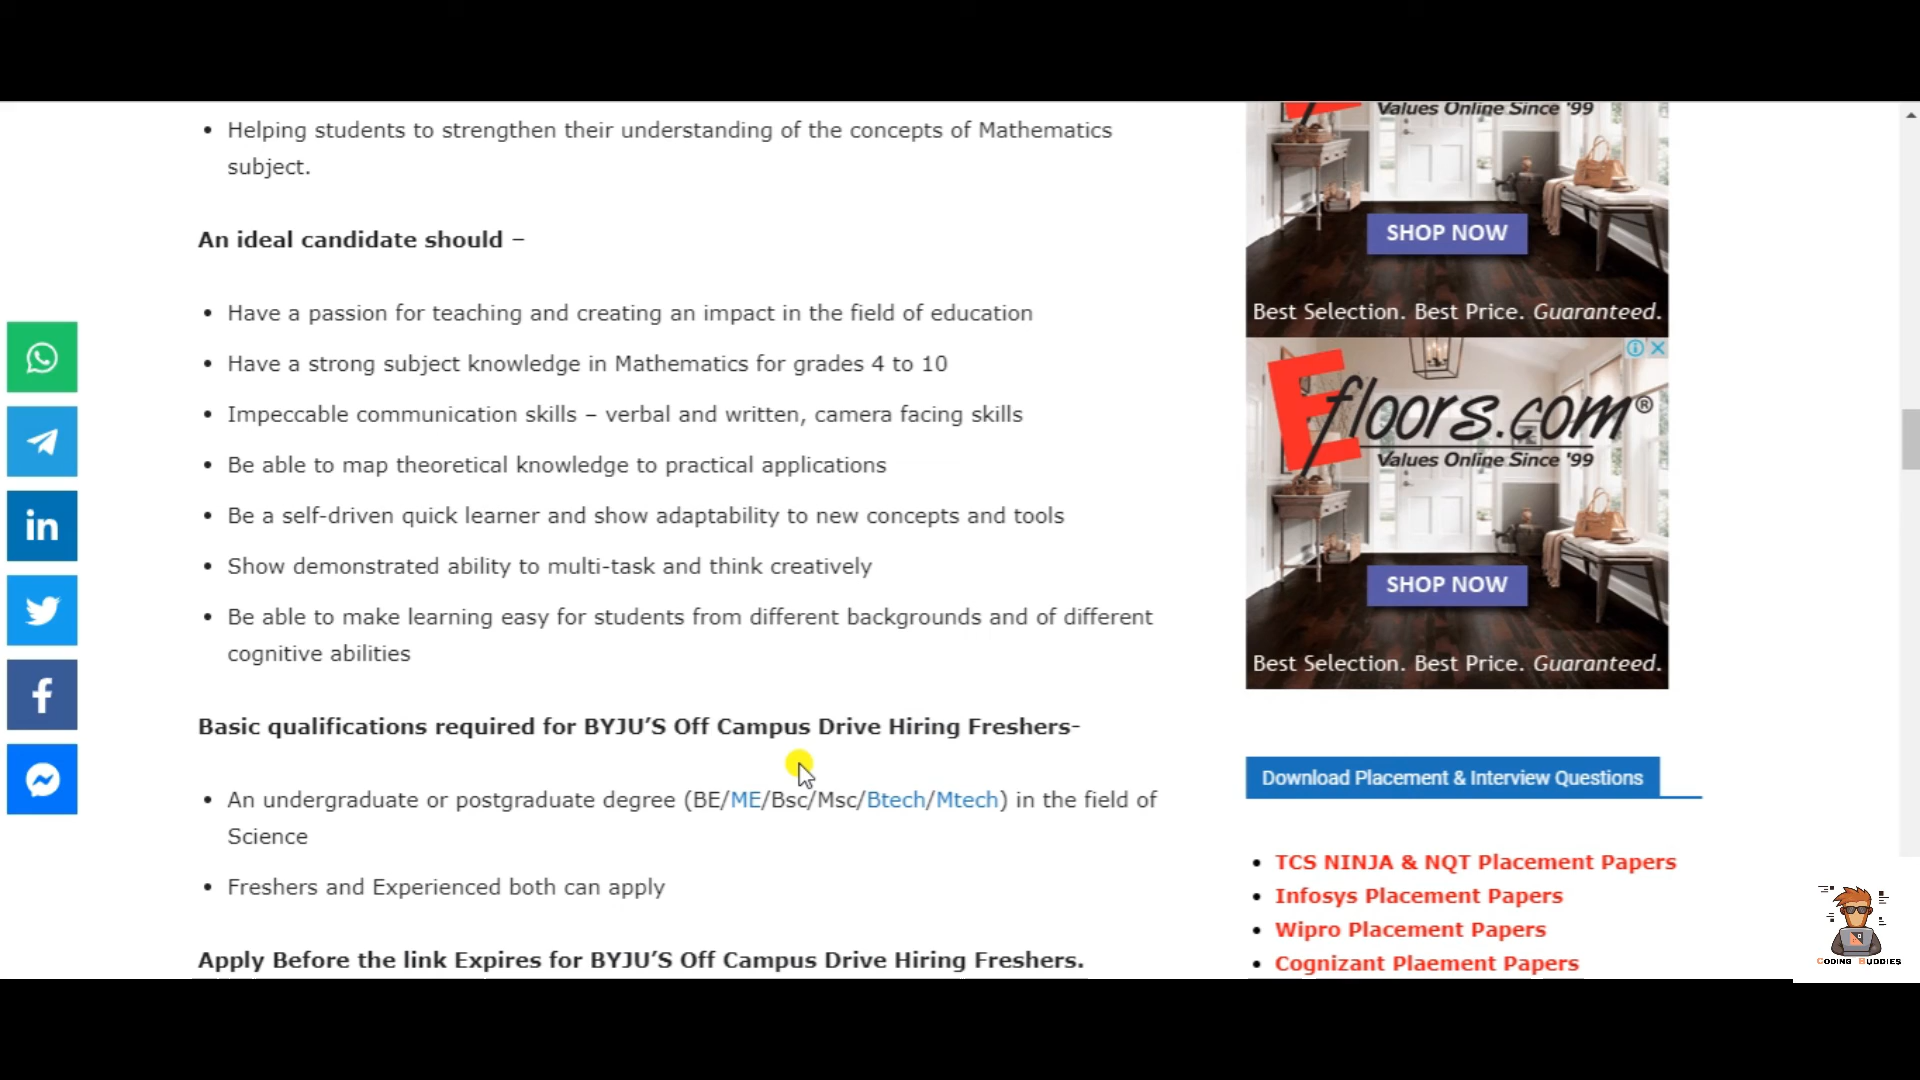 Helping students to strengthen their understanding of the concepts of Mathematics
subject.
An ideal candidate should –
Have a passion for teaching and creating an impact in the field of education
Have a strong subject knowledge in Mathematics for grades 4 to 10
Impeccable communication skills – verbal and written, camera facing skills
Be able to map theoretical knowledge to practical applications
Be a self-driven quick learner and show adaptability to new concepts and tools
Show demonstrated ability to multi-task and think creatively
Be able to make learning easy for students from different backgrounds and of different
cognitive abilities
Basic qualifications required for BYJU’S Off Campus Drive Hiring Freshers-
An undergraduate or postgraduate degree (BE/ME/Bsc/Msc/Btech/Mtech) in the field of
Science
Freshers and Experienced both can apply
Apply Before the link Expires for BYJU’S Off Campus Drive Hiring Freshers.
in
Values Online Since '99
SHOP NOW
Best Selection. Best Price. Guaranteed.
Efloors.com®
Values Online Since '99
SHOP NOW
Best Selection. Best Price. Guaranteed.
Download Placement & Interview Questions
TCS NINJA & NQT Placement Papers
Infosys Placement Papers
Wipro Placement Papers
Cognizant Plaement Papers
CODING BUDDIES